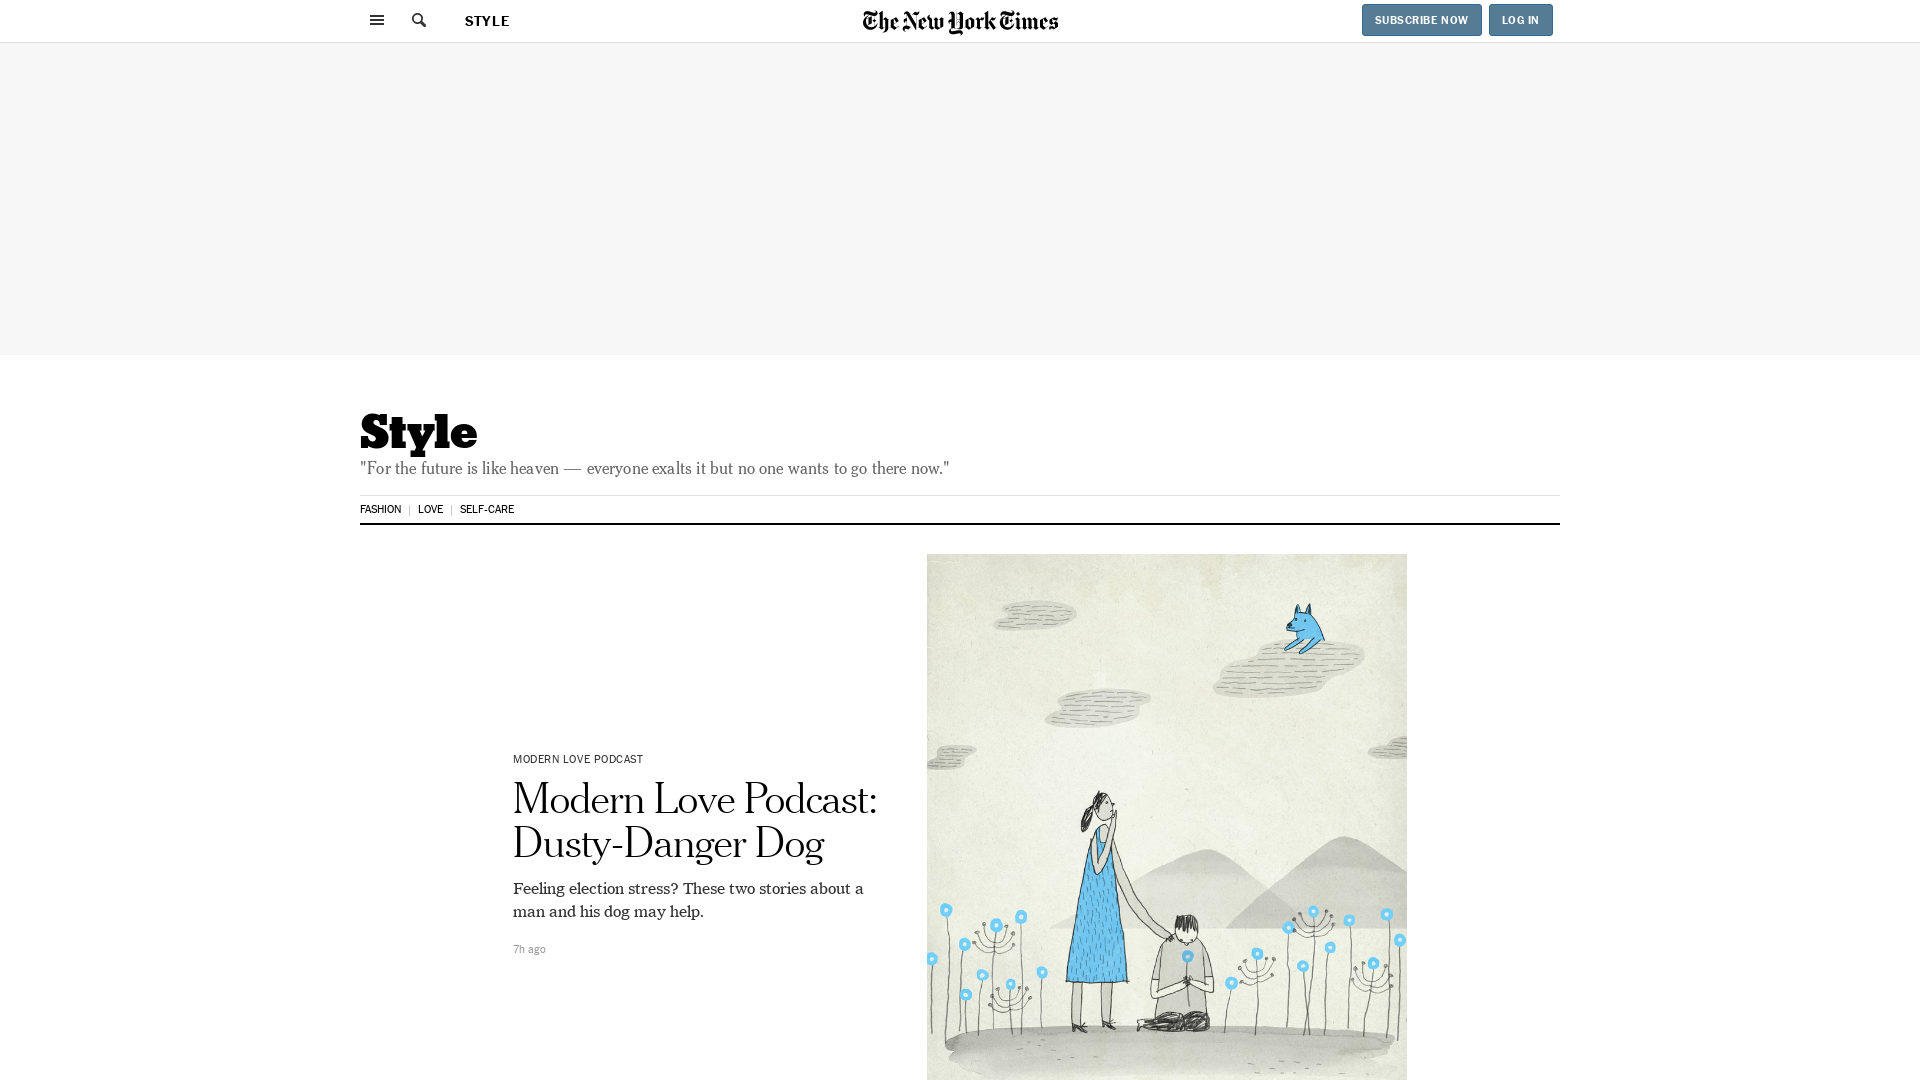 STYLE
The New York Times
SUBSCRIBE NOW
LOG IN
Style
"For the future is like heaven — everyone exalts it but no one wants to go there now."
FASHION
LOVE
SELF-CARE
MODERN LOVE PODCAST
Modern Love Podcast:
Dusty-Danger Dog
Feeling election stress? These two stories about a
man and his dog may help.
7h ago